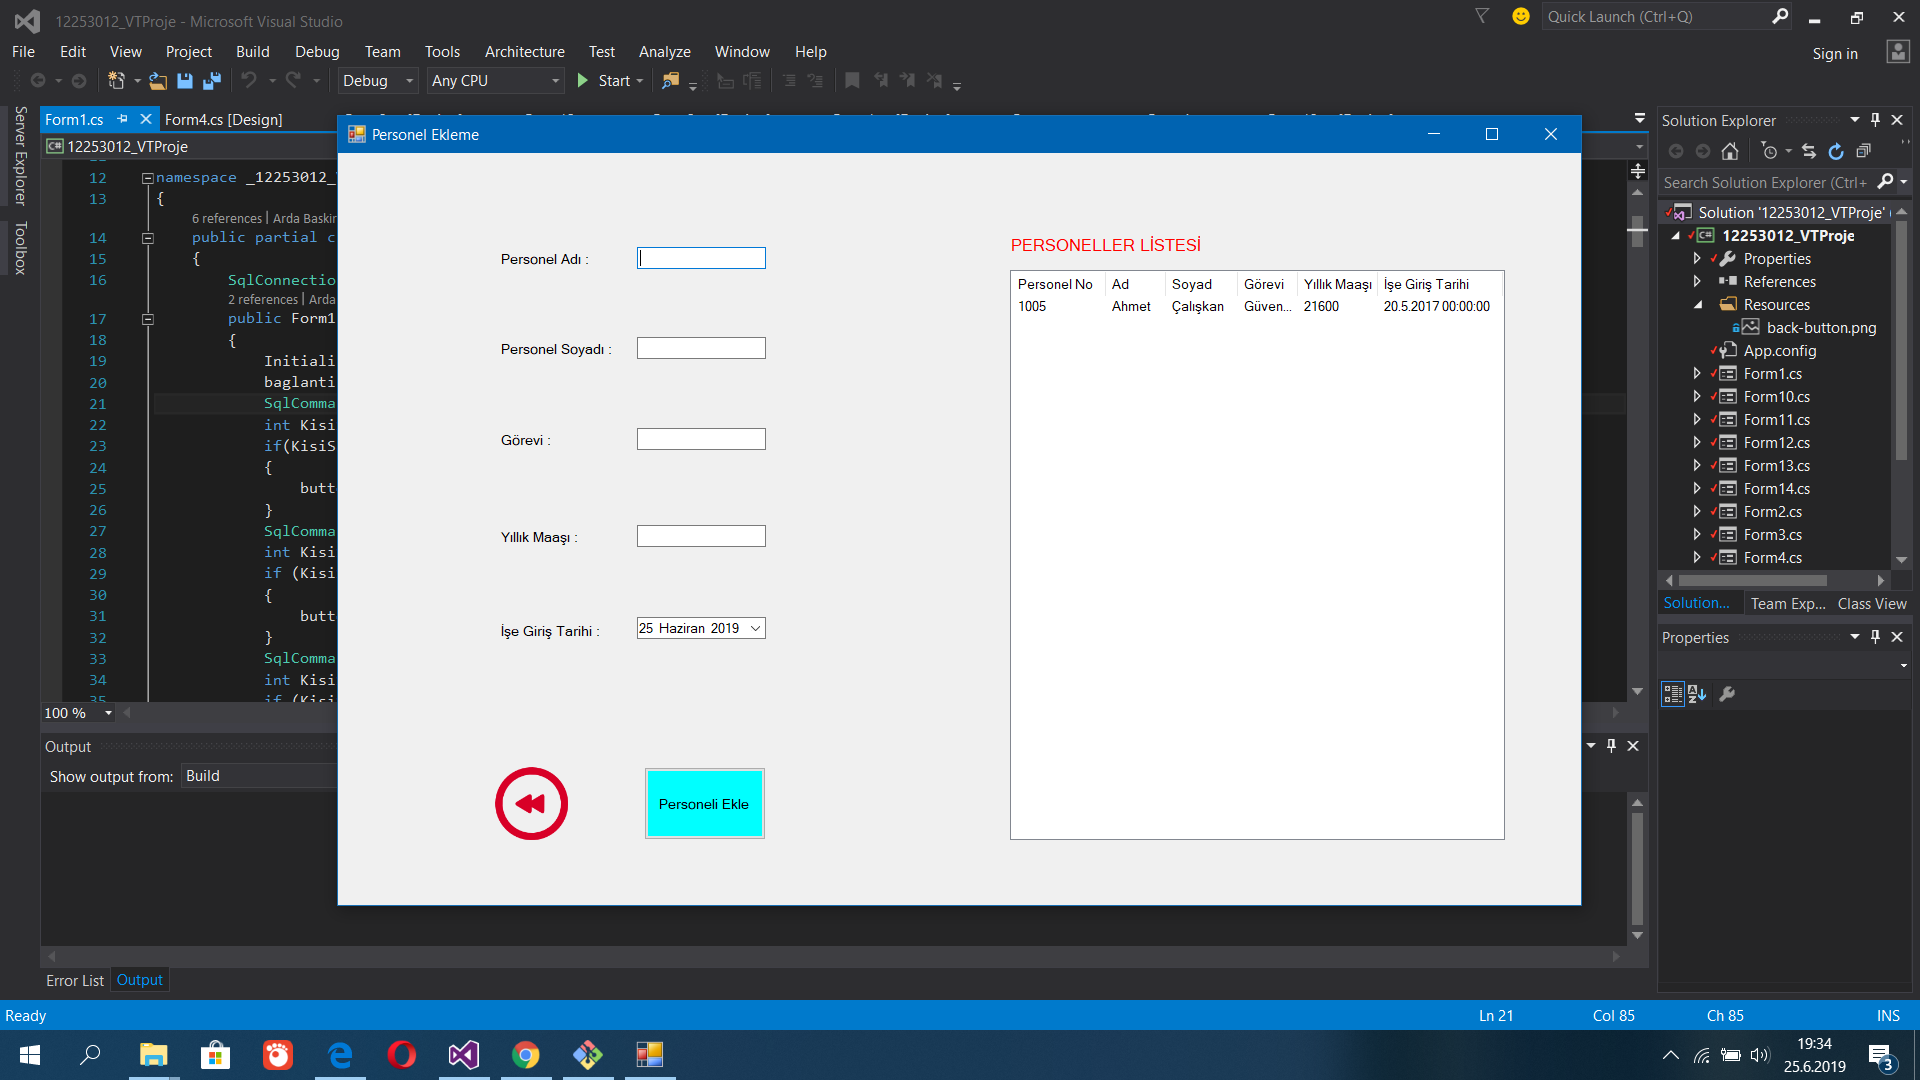 12253012_VTProje - Microsoft Visual Studio
Quick Launch (Ctrl+Q)
File Edit View Project Build Debug Team Tools Architecture Test Analyze Window Help
Sign in
Debug Any CPU Start
Server Explorer
Toolbox
Form1.cs Form4.cs [Design]
12253012_VTProje
12 namespace _12253012_
13 {
6 references | Arda Baskın
14 public partial c
15 {
16 SqlConnectio
2 references | Arda
17 public Form1
18 {
19 Initiali
20 baglanti
21 SqlComma
22 int Kisi
23 if(KisiS
24 {
25 butt
26 }
27 SqlComma
28 int Kisi
29 if (Kisi
30 {
31 butt
32 }
33 SqlComma
34 int Kisi
35 if (Kisi
100 %
Output
Show output from: Build
Error List Output
Personel Ekleme
Personel Adı :
Personel Soyadı :
Görevi :
Yıllık Maaşı :
İşe Giriş Tarihi : 25 Haziran 2019
Personeli Ekle
PERSONELLER LİSTESİ
Personel No Ad Soyad Görevi Yıllık Maaşı İşe Giriş Tarihi
1005 Ahmet Çalışkan Güven... 21600 20.5.2017 00:00:00
Solution Explorer
Search Solution Explorer (Ctrl+
Solution '12253012_VTProje' (
12253012_VTProje
Properties
References
Resources
back-button.png
App.config
Form1.cs
Form10.cs
Form11.cs
Form12.cs
Form13.cs
Form14.cs
Form2.cs
Form3.cs
Form4.cs
Solution... Team Exp... Class View
Properties
Ready Ln 21 Col 85 Ch 85 INS
19:34
25.6.2019
3